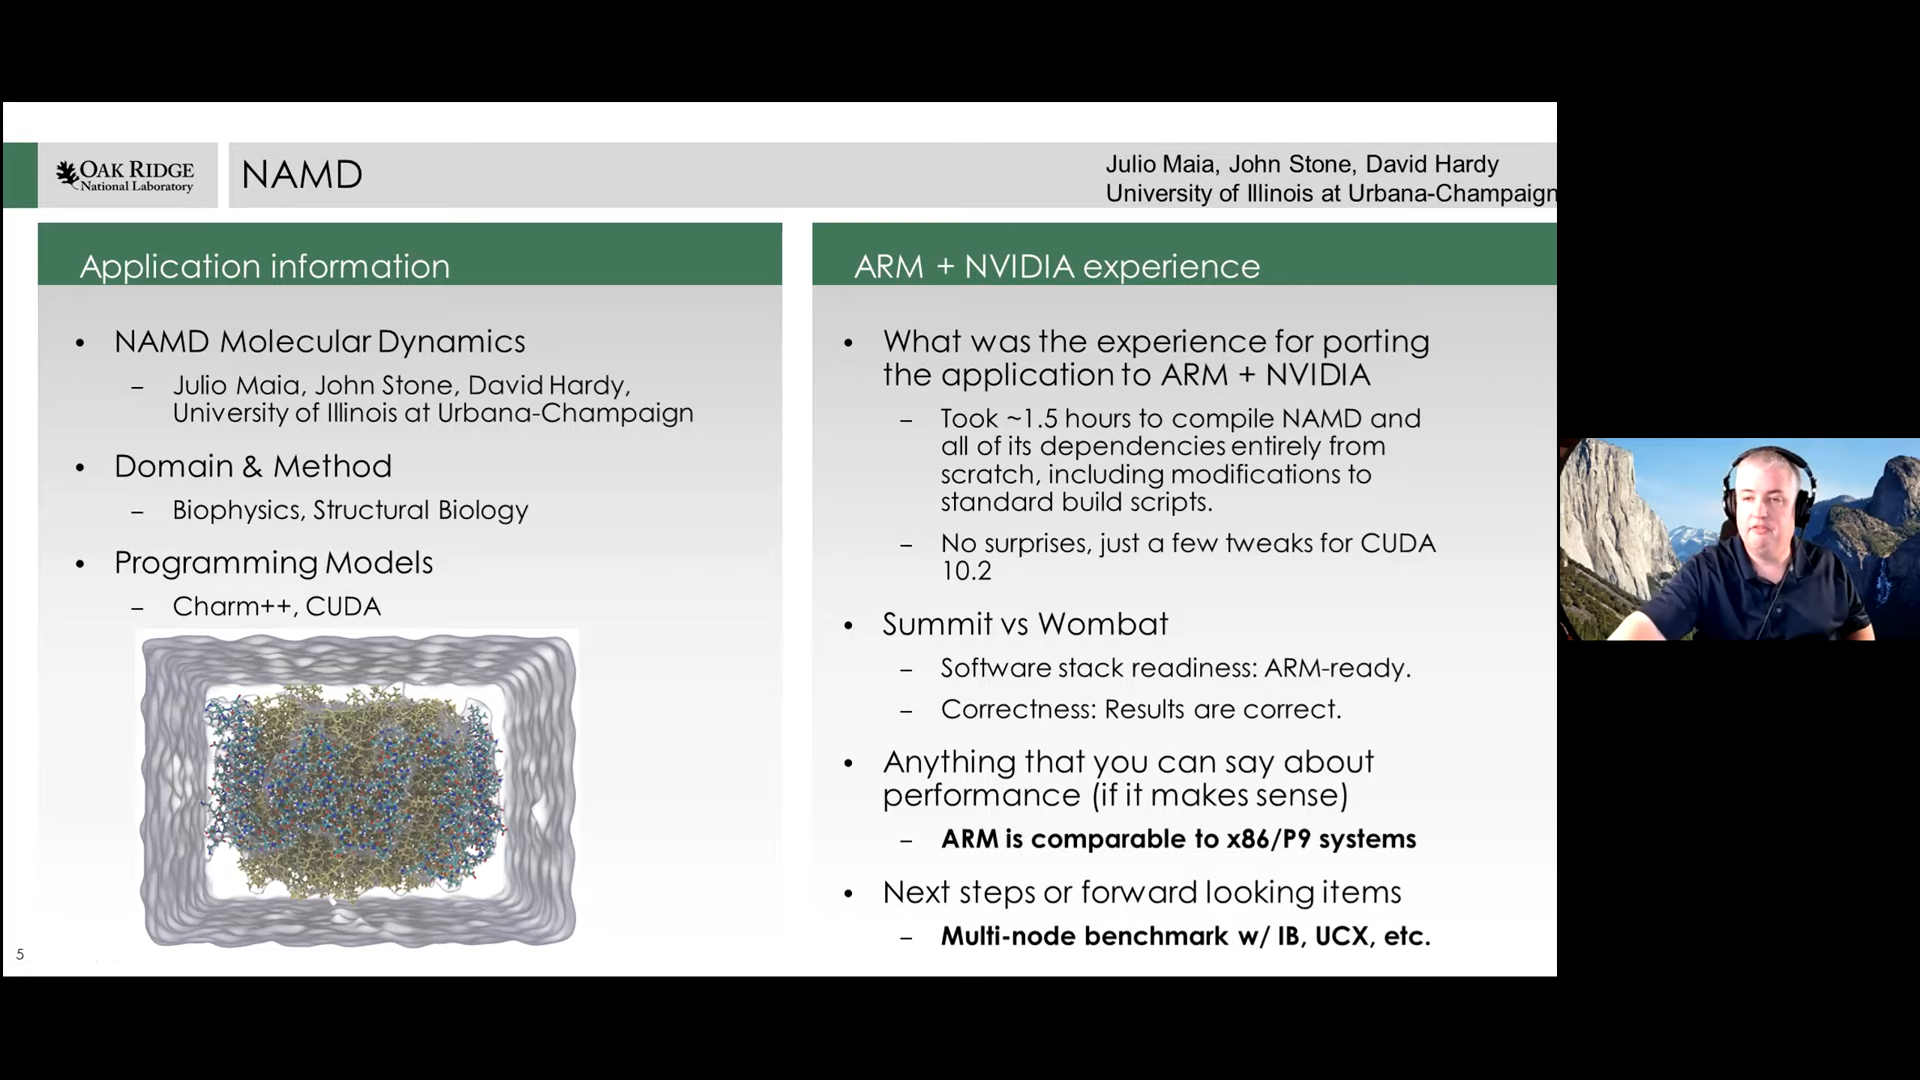 OAK RIDGE
National Laboratory
NAMD
Julio Maia, John Stone, David Hardy
University of Illinois at Urbana-Champaign
Application information
• NAMD Molecular Dynamics
– Julio Maia, John Stone, David Hardy,
University of Illinois at Urbana-Champaign
• Domain & Method
– Biophysics, Structural Biology
• Programming Models
– Charm++, CUDA
ARM + NVIDIA experience
• What was the experience for porting
the application to ARM + NVIDIA
– Took ~1.5 hours to compile NAMD and
all of its dependencies entirely from
scratch, including modifications to
standard build scripts.
– No surprises, just a few tweaks for CUDA
10.2
• Summit vs Wombat
– Software stack readiness: ARM-ready.
– Correctness: Results are correct.
• Anything that you can say about
performance (if it makes sense)
– ARM is comparable to x86/P9 systems
• Next steps or forward looking items
– Multi-node benchmark w/ IB, UCX, etc.
5